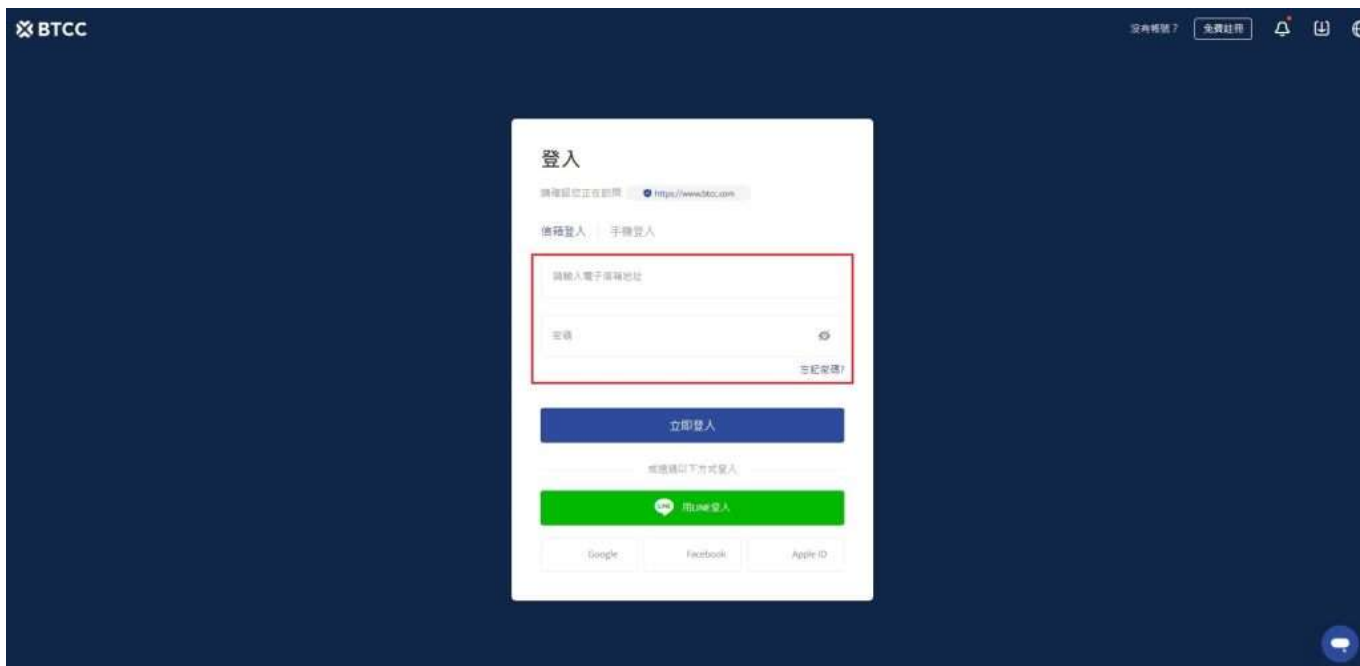 BTCC
沒有帳號？ 免費註冊
登入
請確認您正在訪問 https://www.btcc.com
信箱登入 手機登入
請輸入電子信箱地址
密碼
忘記密碼?
立即登入
或透過以下方式登入
LINE 用LINE登入
Google Facebook Apple ID